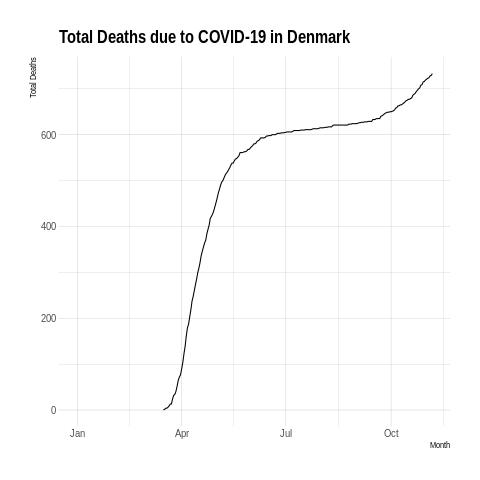 Total Deaths due to COVID-19 in Denmark
Total Deaths
600
400
200
0
Jan Apr Jul Oct
Month